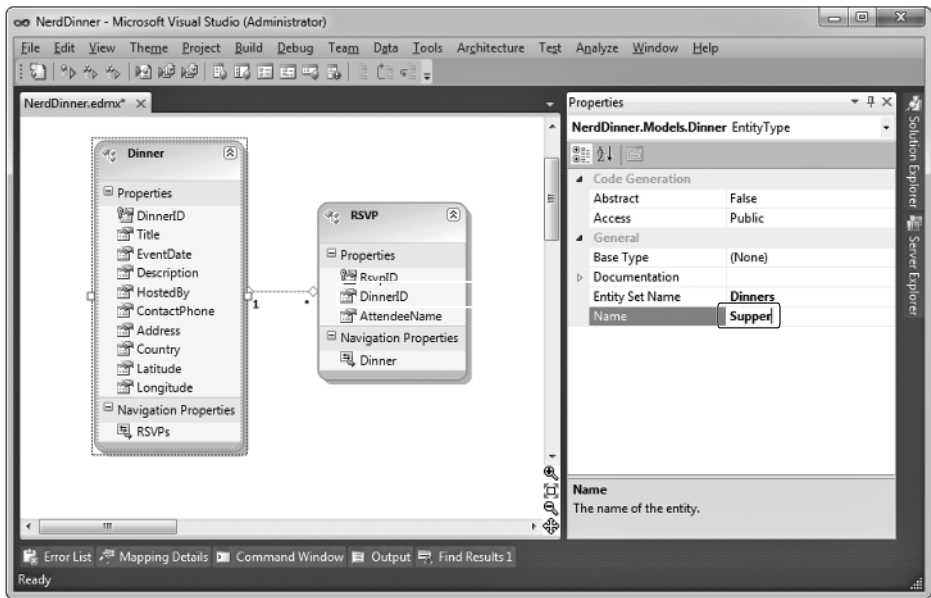 NerdDinner - Microsoft Visual Studio (Administrator)
File Edit View Theme Project Build Debug Team Data Tools Architecture Test Analyze Window Help
NerdDinner.edmx*
Dinner
Properties
DinnerID
Title
EventDate
Description
HostedBy
ContactPhone
Address
Country
Latitude
Longitude
Navigation Properties
RSVPs
1
*
RSVP
Properties
RsvpID
DinnerID
AttendeeName
Navigation Properties
Dinner
Properties
NerdDinner.Models.Dinner EntityType
Code Generation
Abstract False
Access Public
General
Base Type (None)
Documentation
Entity Set Name Dinners
Name Supper
Name
The name of the entity.
Solution Explorer
Server Explorer
Error List Mapping Details Command Window Output Find Results 1
Ready